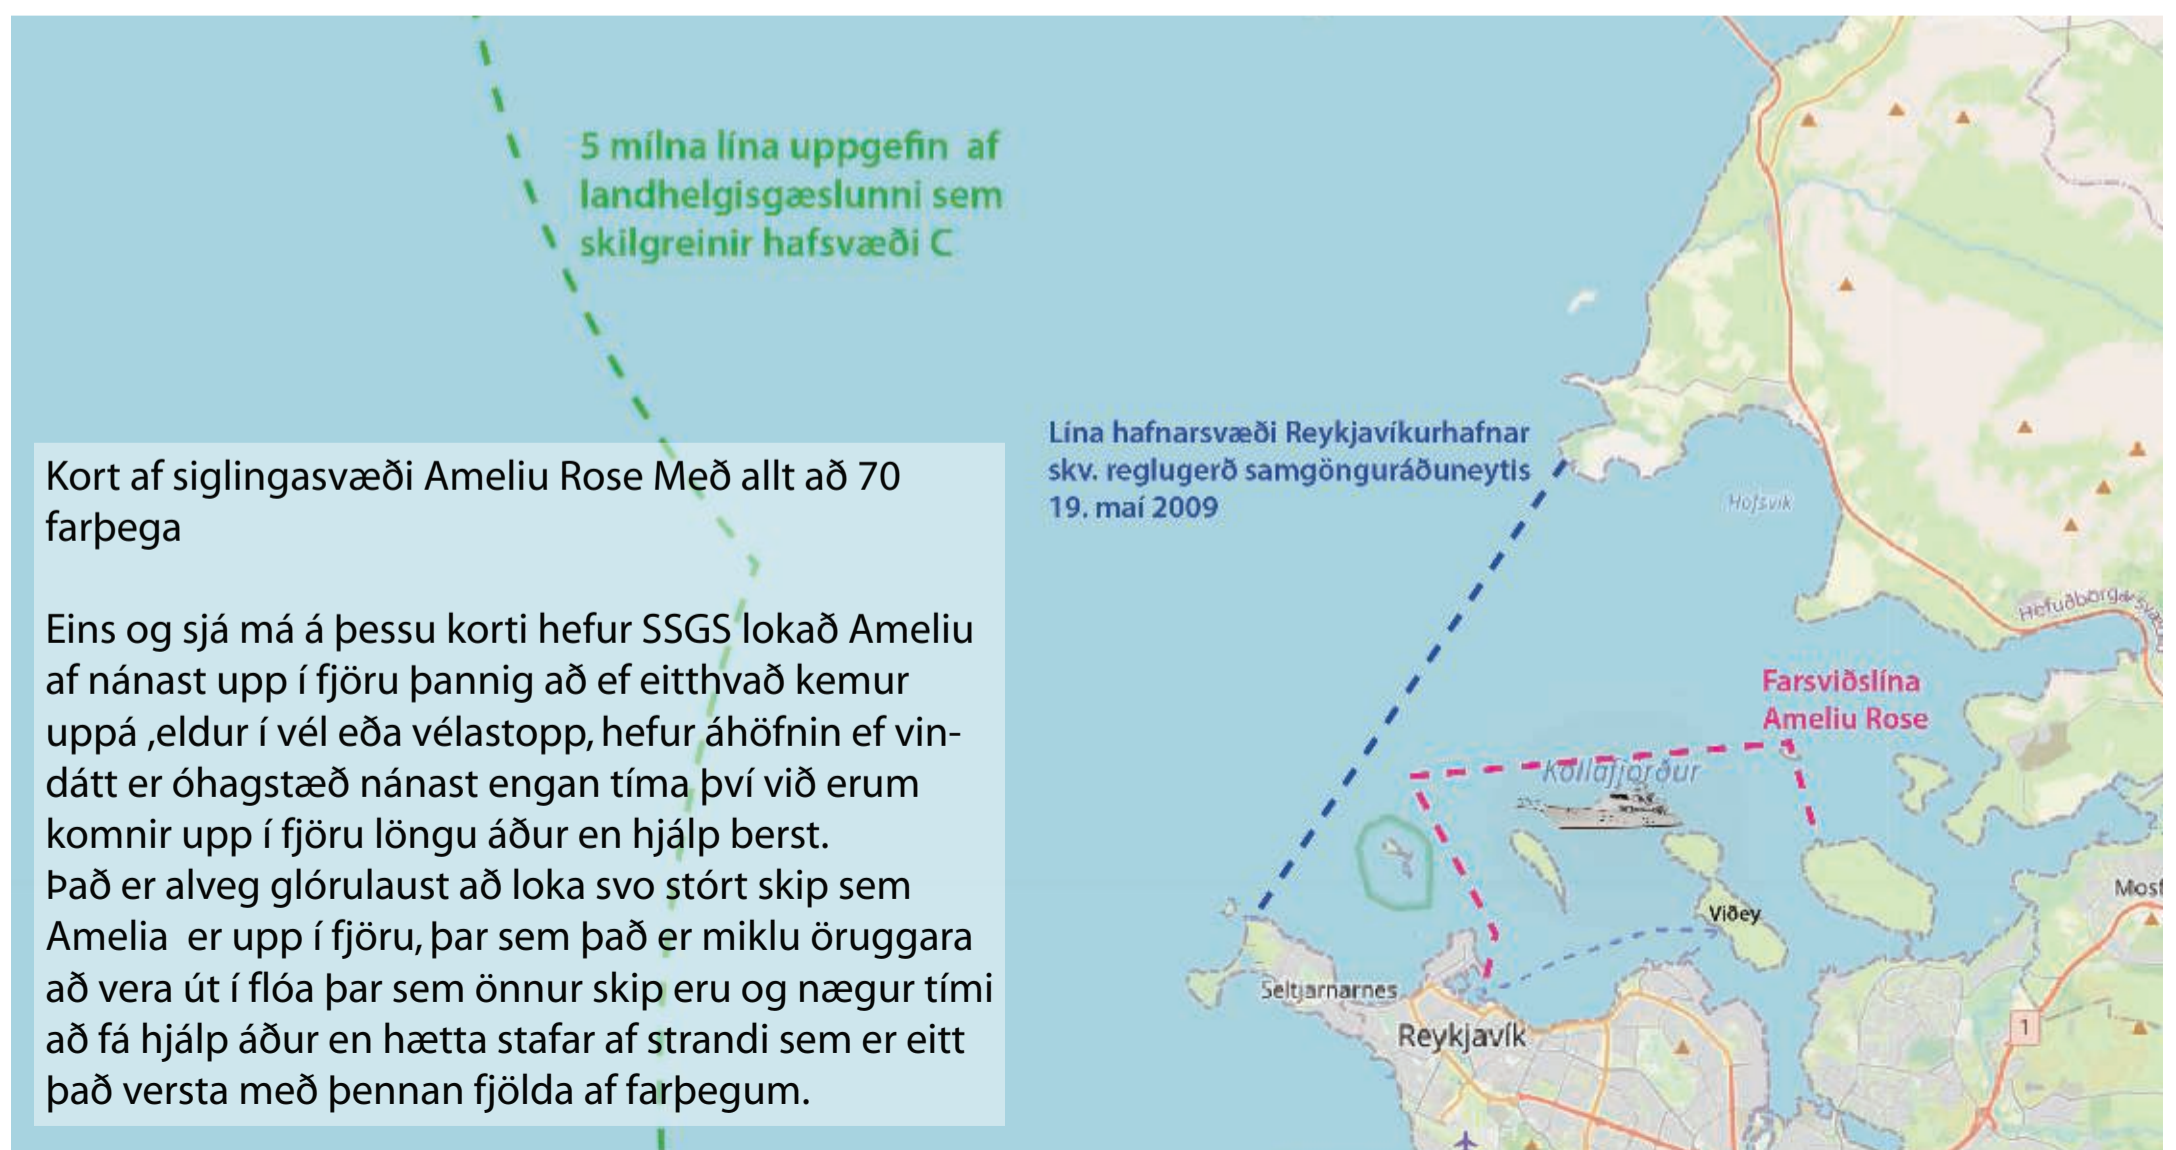 5 mílna lína uppgefin af
landhelgisgæslunni sem
skilgreinir hafsvæði C
Lína hafnarsvæði Reykjavíkurhafnar
skv. reglugerð samgönguráðuneytis
19. maí 2009
Kort af siglingasvæði Ameliu Rose Með allt að 70
farþega
Eins og sjá má á þessu korti hefur SSGS lokað Ameliu
af nánast upp í fjöru þannig að ef eitthvað kemur
uppá ,eldur í vél eða vélastopp, hefur áhöfnin ef vin-
dátt er óhagstæð nánast engan tíma því við erum
komnir upp í fjöru löngu áður en hjálp berst.
Það er alveg glórulaust að loka svo stórt skip sem
Amelia er upp í fjöru, þar sem það er miklu öruggara
að vera út í flóa þar sem önnur skip eru og nægur tími
að fá hjálp áður en hætta stafar af strandi sem er eitt
það versta með þennan fjölda af farþegum.
Hofsvík
Farsviðslína
Ameliu Rose
Kollafjörður
Viðey
Mosf
Seltjarnarnes
Reykjavík
1